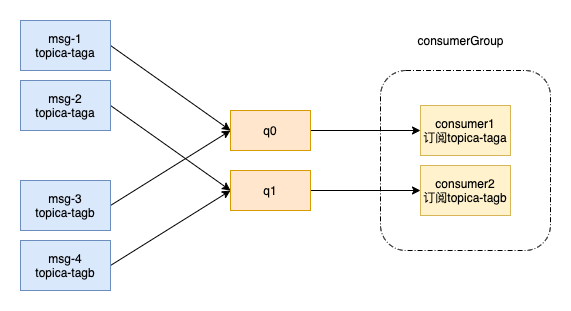 msg-1
topica-taga
msg-2
topica-taga
msg-3
topica-tagb
msg-4
topica-tagb
q0
q1
consumerGroup
consumer1
订阅topica-taga
consumer2
订阅topica-tagb